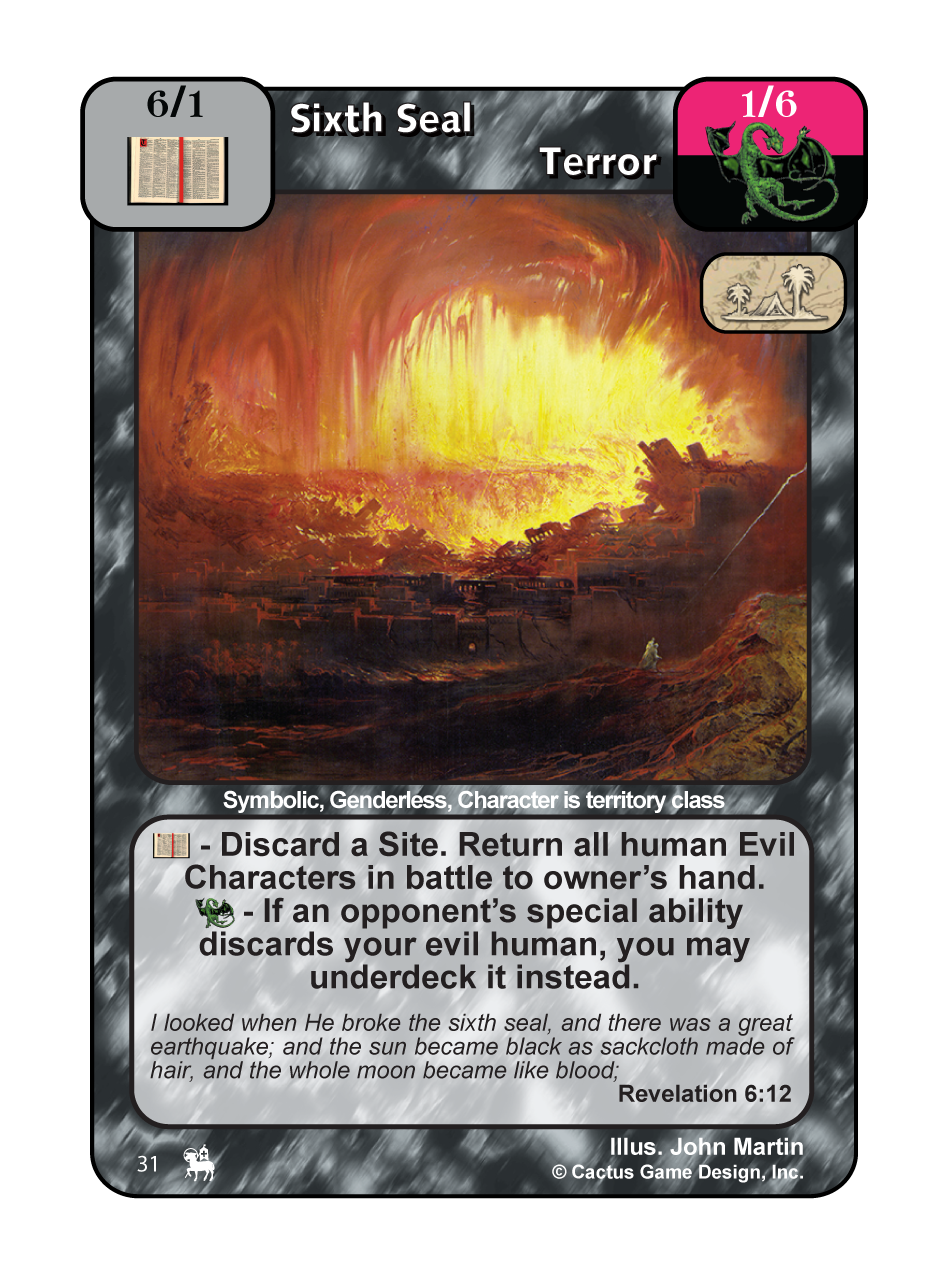 6/1
Sixth Seal
1/6
Terror
Symbolic, Genderless, Character is territory class
- Discard a Site. Return all human Evil
Characters in battle to owner’s hand.
- If an opponent’s special ability
discards your evil human, you may
underdeck it instead.
I looked when He broke the sixth seal, and there was a great
earthquake; and the sun became black as sackcloth made of
hair, and the whole moon became like blood;
Revelation 6:12
Illus. John Martin
31
© Cactus Game Design, Inc.